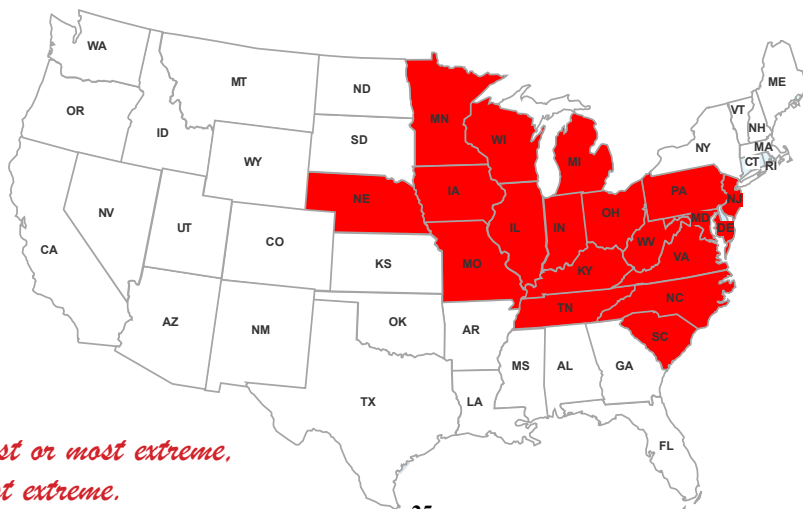 WA
ME
MT
ND
VT
OR
MN
NH
ID
SD
WI
NY
MA
CT
RI
WY
MI
IA
PA
NE
NJ
NV
IL
IN
OH
MD
DE
UT
CO
WV
VA
CA
KS
MO
KY
NC
TN
AZ
NM
OK
AR
SC
MS
AL
GA
TX
LA
FL
or most extreme,
extreme.